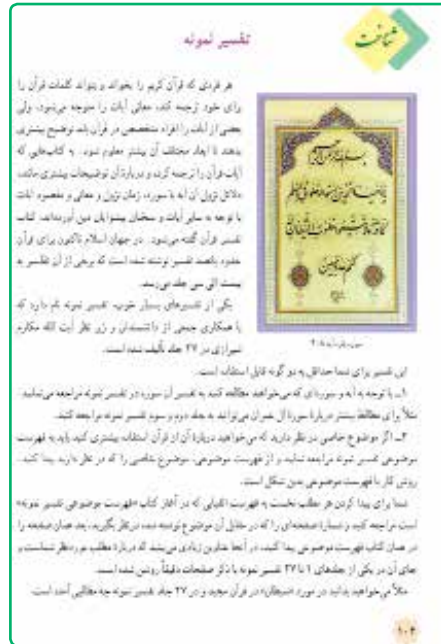 شناخت
تفسیر نمونه
هر فردی که قرآن کریم را بخواند و بتواند کلمات قرآن را
برای خود ترجمه کند، معانی آیات را متوجه می‌شود، ولی
بعضی از آیات را افراد متخصص در قرآن باید توضیح بیشتری
بدهند تا ابعاد مختلف آن بیشتر معلوم شود. به کتاب‌هایی که
آیات قرآن را ترجمه کرده و دربارهٔ آن توضیحات بیشتری مانند،
دلائل نزول آن آیه یا سوره، زمان نزول و معانی و مقصود آیات
با توجه به سایر آیات و سخنان پیشوایان دین آورده‌اند، کتاب
تفسیر قرآن گفته می‌شود. در جهان اسلام تاکنون برای قرآن
حدود پانصد تفسیر نوشته شده است که برخی از آن تفاسیر به
بیست الی سی جلد می‌رسد.
یکی از تفسیرهای بسیار خوب، تفسیر نمونه نام دارد که
با همکاری جمعی از دانشمندان و زیر نظر آیت الله مکارم
شیرازی در ۲۷ جلد تألیف شده است.
این تفسیر برای شما حداقل به دو گونه قابل استفاده است.
۱ــ با توجه به آیه و سوره‌ای که می‌خواهید مطالعه کنید به تفسیر آن سوره در تفسیر نمونه مراجعه می‌نمایید.
مثلاً برای مطالعهٔ بیشتر دربارهٔ سورهٔ آل عمران می‌توانید به جلد دوم و سوم تفسیر نمونه مراجعه کنید.
۲ــ اگر موضوع خاصی در نظر دارید که می‌خواهید دربارهٔ آن از قرآن استفاده بیشتری کنید باید به فهرست
موضوعی تفسیر نمونه مراجعه نمایید و از فهرست موضوعی، موضوع خاصی را که در نظر دارید پیدا کنید.
روش کار با فهرست موضوعی بدین شکل است.
شما برای پیدا کردن هر مطلب نخست به فهرست الفبایی که در آغاز کتاب «فهرست موضوعی تفسیر نمونه»
است مراجعه کنید و شمارهٔ صفحه‌ای را که در مقابل آن موضوع نوشته شده درنظر بگیرید، بعد همان صفحه را
در همان کتاب فهرست موضوعی پیدا کنید، در آنجا عناوین زیادی می‌بینید که دربارهٔ مطلب موردنظر شماست و
جای آن در یکی از جلدهای ۱ تا ۲۷ تفسیر نمونه با ذکر صفحات دقیقاً روشن شده است.
مثلاً می‌خواهید بدانید در مورد «شیطان» در قرآن مجید و در ۲۷ جلد تفسیر نمونه چه مطالبی آمده است.
۱۰۴